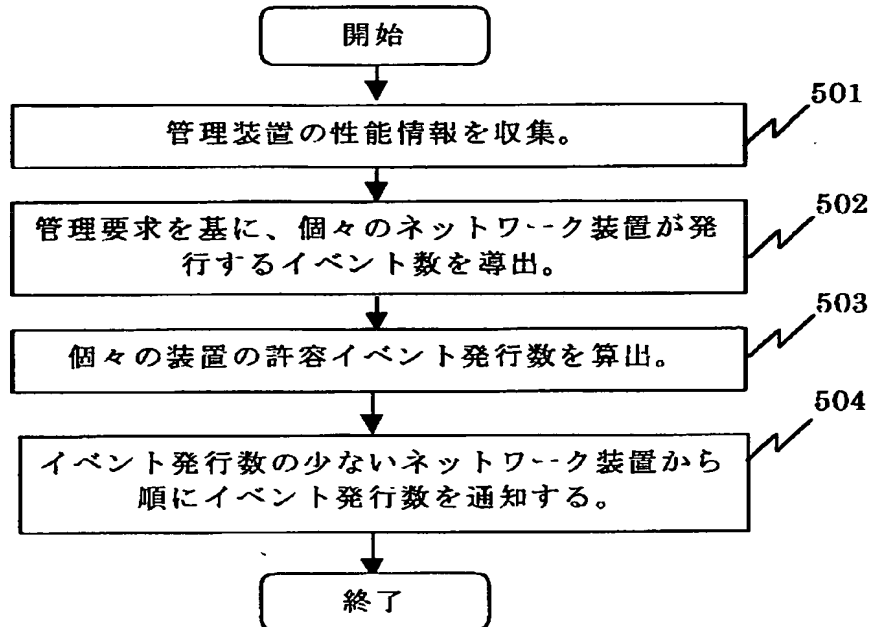 開始
501
管理装置の性能情報を収集。
502
管理要求を基に、個々のネットワーク装置が発
行するイベント数を導出。
503
個々の装置の許容イベント発行数を算出。
504
イベント発行数の少ないネットワーク装置から
順にイベント発行数を通知する。
終了